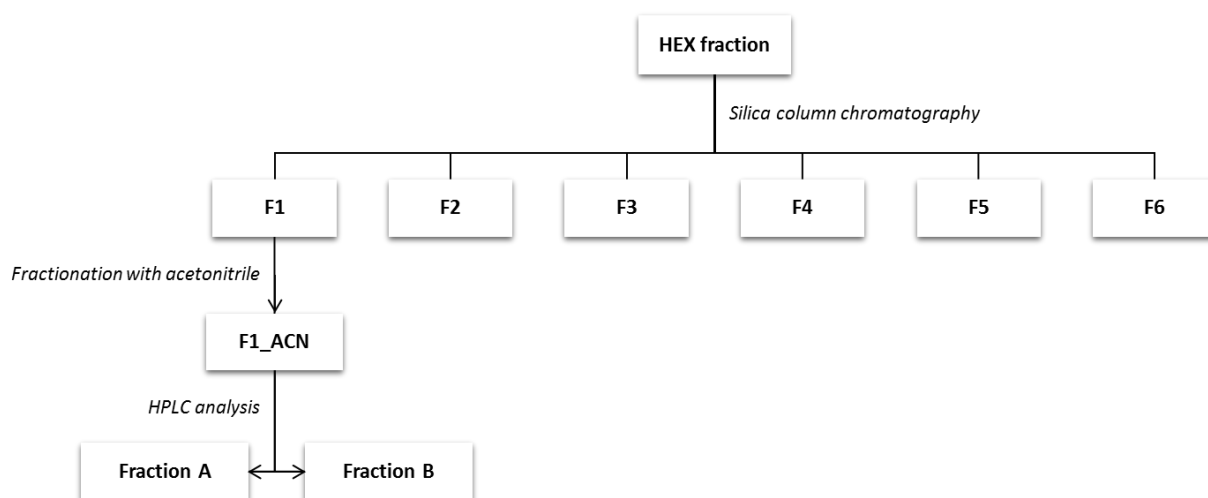 HEX fraction
Silica column chromatography
F1
F2
F3
F4
F5
F6
Fractionation with acetonitrile
F1_ACN
HPLC analysis
Fraction A
Fraction B